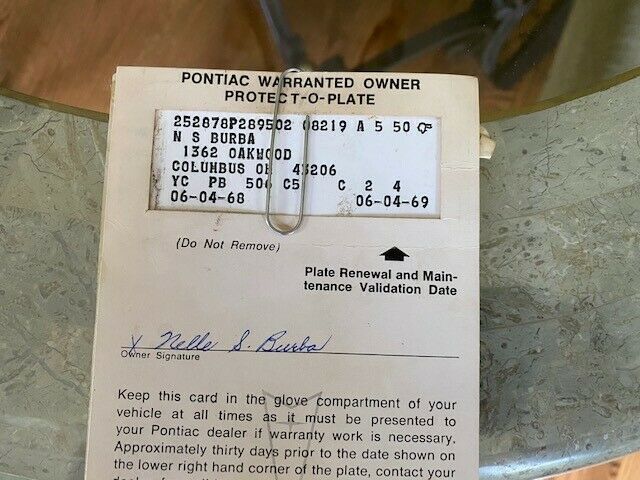 PONTIAC WARRANTED OWNER
PROTECT-O-PLATE
252878P289502 08219 A 5 50
N S BURBA
1362 OAKWOOD
COLUMBUS OH 43206
YC PB 506 C5 C 2 4
06-04-68 06-04-69
(Do Not Remove)
Plate Renewal and Main-
tenance Validation Date
X Nelle S. Burba
Owner Signature
Keep this card in the glove compartment of your
vehicle at all times as it must be presented to
your Pontiac dealer if warranty work is necessary.
Approximately thirty days prior to the date shown on
the lower right hand corner of the plate, contact your